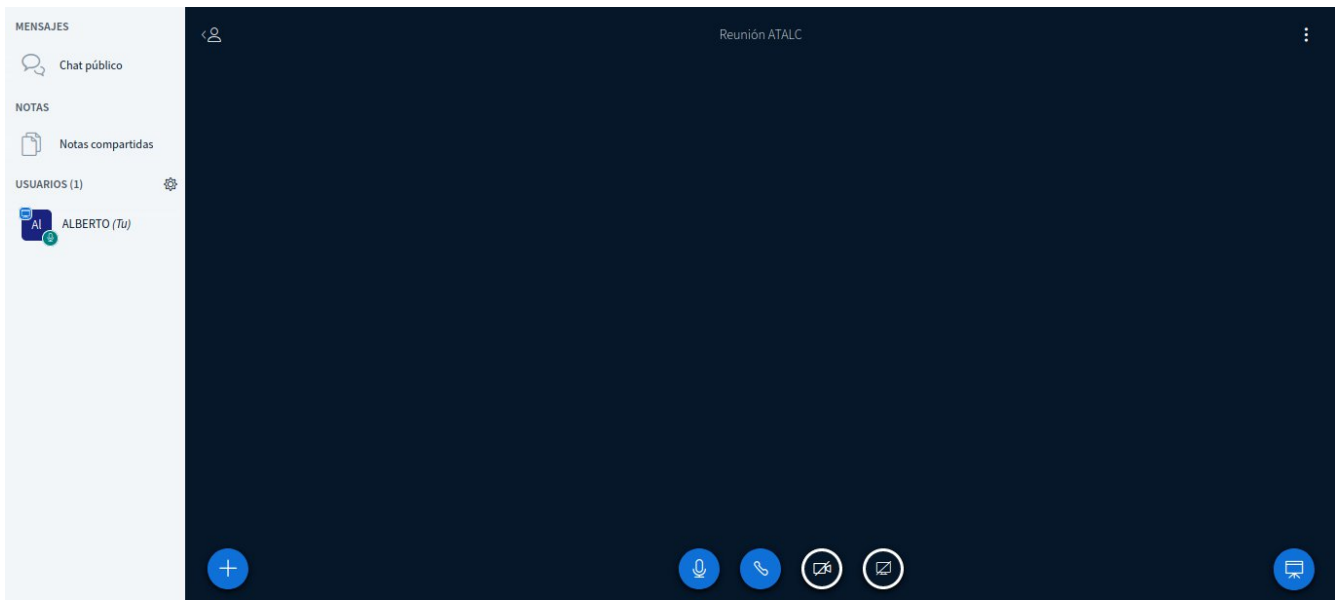 MENSAJES
Chat público
NOTAS
Notas compartidas
USUARIOS (1)
Al ALBERTO (Tu)
Reunión ATALC